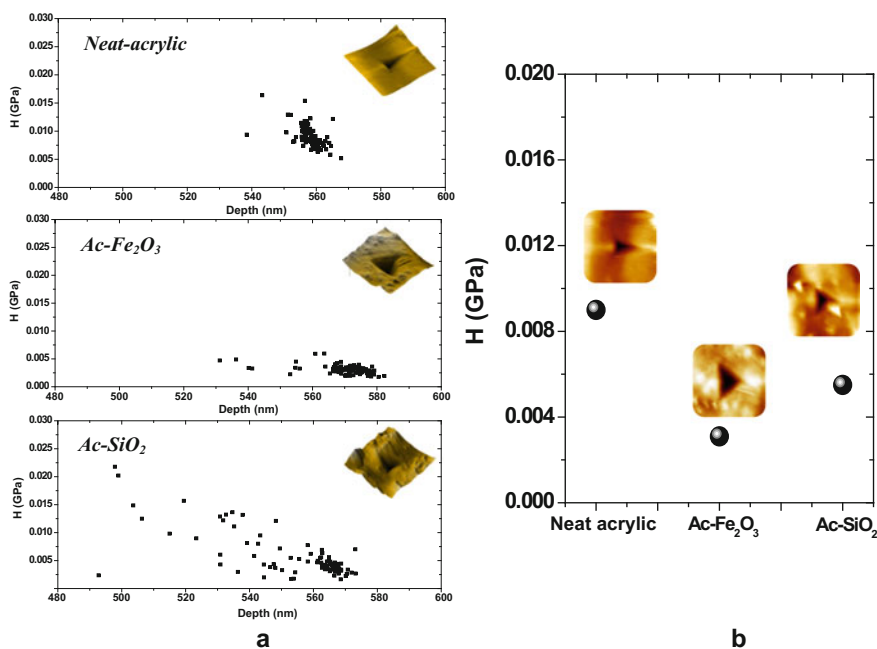 Neat-acrylic
H (GPa)
0.030
0.025
0.020
0.015
0.010
0.005
0.000
480 500 520 540 560 580 600
Depth (nm)
Ac-Fe₂O₃
H (GPa)
0.030
0.025
0.020
0.015
0.010
0.005
0.000
480 500 520 540 560 580 600
Depth (nm)
Ac-SiO₂
H (GPa)
0.030
0.025
0.020
0.015
0.010
0.005
480 500 520 540 560 580 600
Depth (nm)
a
H (GPa)
0.020
0.016
0.012
0.008
0.004
0.000
Neat acrylic Ac-Fe₂O₃ Ac-SiO₂
b